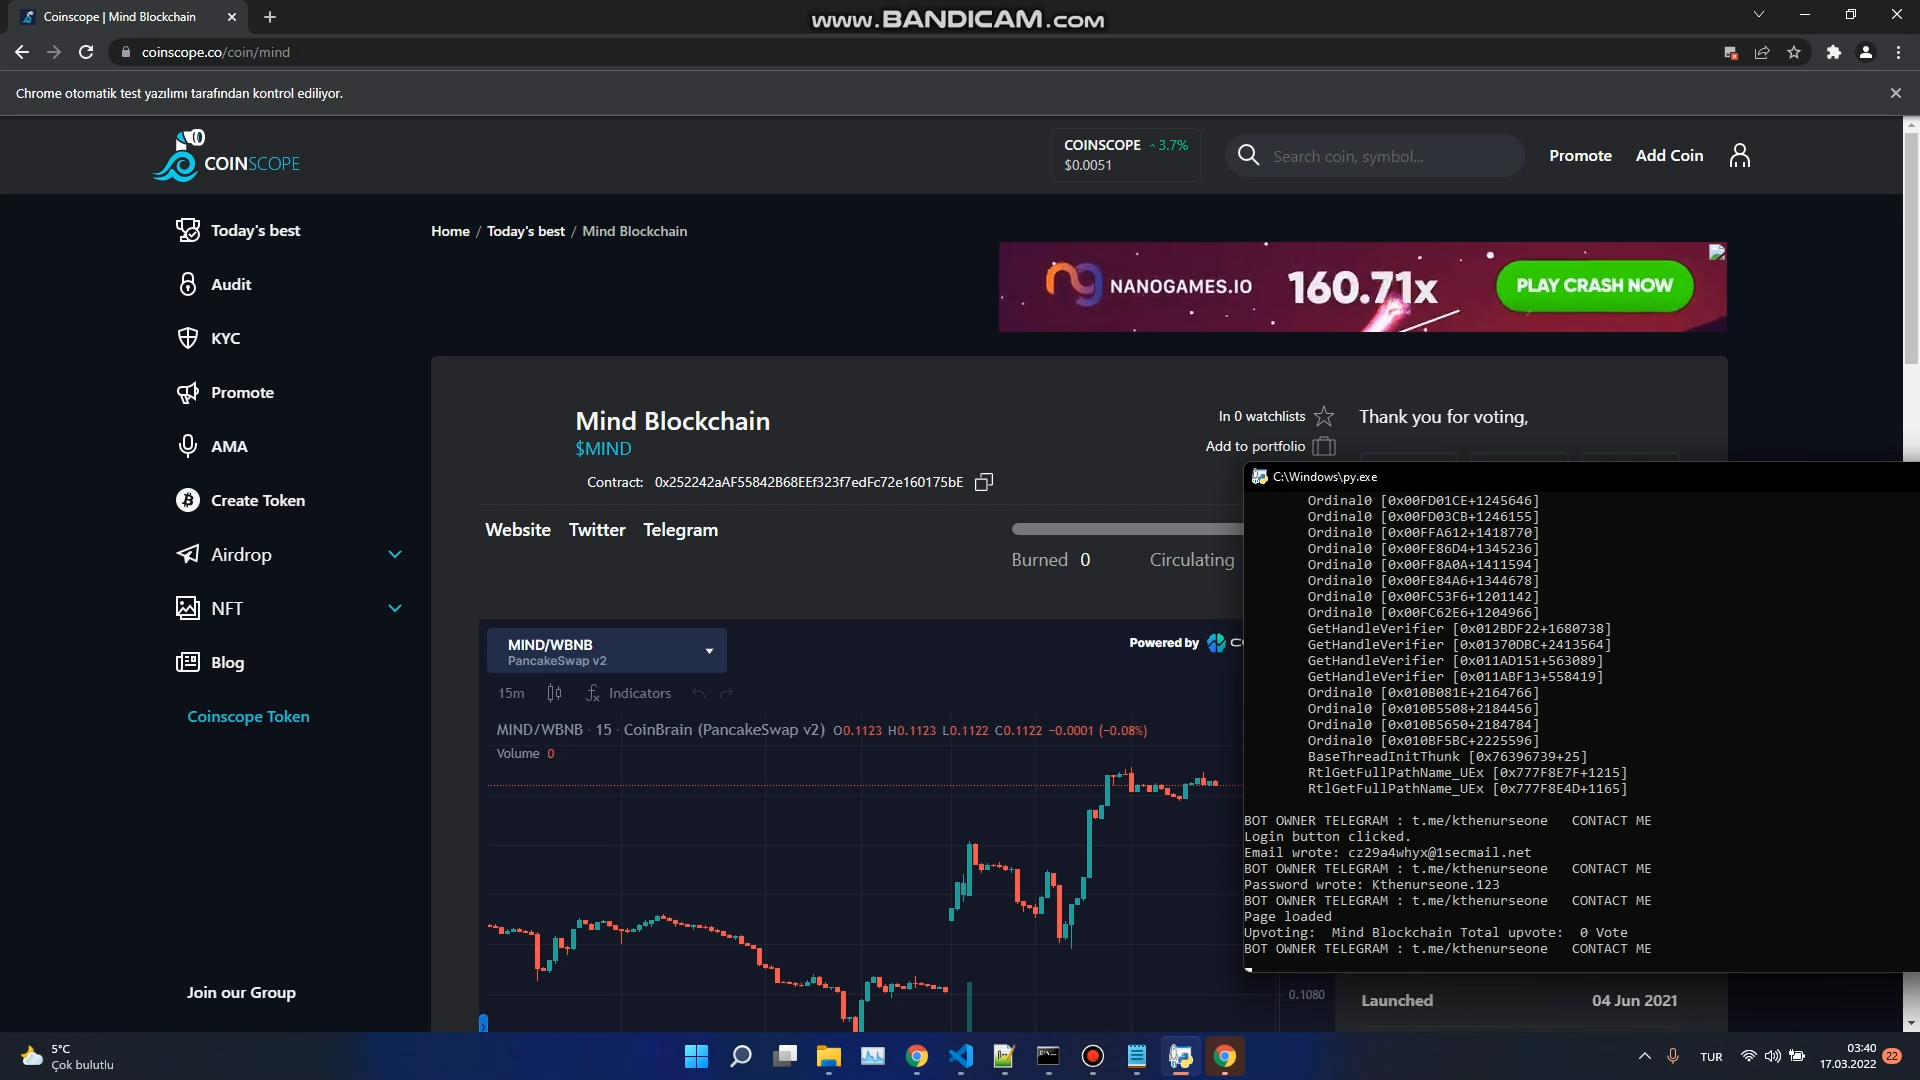 Coinscope | Mind Blockchain
www.BANDICAM.com
coinscope.co/coin/mind
Chrome otomatik test yazılımı tarafından kontrol ediliyor.
COINSCOPE
COINSCOPE 3.7%
$0.0051
Search coin, symbol...
Promote
Add Coin
Today's best
Audit
KYC
Promote
AMA
Create Token
Airdrop
NFT
Blog
Coinscope Token
Join our Group
Home / Today's best / Mind Blockchain
NANOGAMES.IO
160.71x
PLAY CRASH NOW
Mind Blockchain
$MIND
In 0 watchlists
Add to portfolio
Thank you for voting,
Contract: 0x252242aAF55842B68EEf323f7edFc72e160175bE
Website Twitter Telegram
Burned 0
Circulating
MIND/WBNB
PancakeSwap v2
Powered by
15m
Indicators
MIND/WBNB · 15 · CoinBrain (PancakeSwap v2) O0.1123 H0.1123 L0.1122 C0.1122 −0.0001 (−0.08%)
Volume 0
0.1080
C:\Windows\py.exe
Ordinal0 [0x00FD01CE+1245646]
Ordinal0 [0x00FD03CB+1246155]
Ordinal0 [0x00FFA612+1418770]
Ordinal0 [0x00FE86D4+1345236]
Ordinal0 [0x00FF8A0A+1411594]
Ordinal0 [0x00FE84A6+1344678]
Ordinal0 [0x00FC53F6+1201142]
Ordinal0 [0x00FC62E6+1204966]
GetHandleVerifier [0x012BDF22+1680738]
GetHandleVerifier [0x01370DBC+2413564]
GetHandleVerifier [0x011AD151+563089]
GetHandleVerifier [0x011ABF13+558419]
Ordinal0 [0x010B081E+2164766]
Ordinal0 [0x010B5508+2184456]
Ordinal0 [0x010B5650+2184784]
Ordinal0 [0x010BF5BC+2225596]
BaseThreadInitThunk [0x76396739+25]
RtlGetFullPathName_UEx [0x777F8E7F+1215]
RtlGetFullPathName_UEx [0x777F8E4D+1165]
BOT OWNER TELEGRAM : t.me/kthenurseone CONTACT ME
Login button clicked.
Email wrote: cz29a4whyx@1secmail.net
BOT OWNER TELEGRAM : t.me/kthenurseone CONTACT ME
Password wrote: Kthenurseone.123
BOT OWNER TELEGRAM : t.me/kthenurseone CONTACT ME
Page loaded
Upvoting: Mind Blockchain Total upvote: 0 Vote
BOT OWNER TELEGRAM : t.me/kthenurseone CONTACT ME
Launched
04 Jun 2021
5°C
Çok bulutlu
TUR
03:40
17.03.2022
22